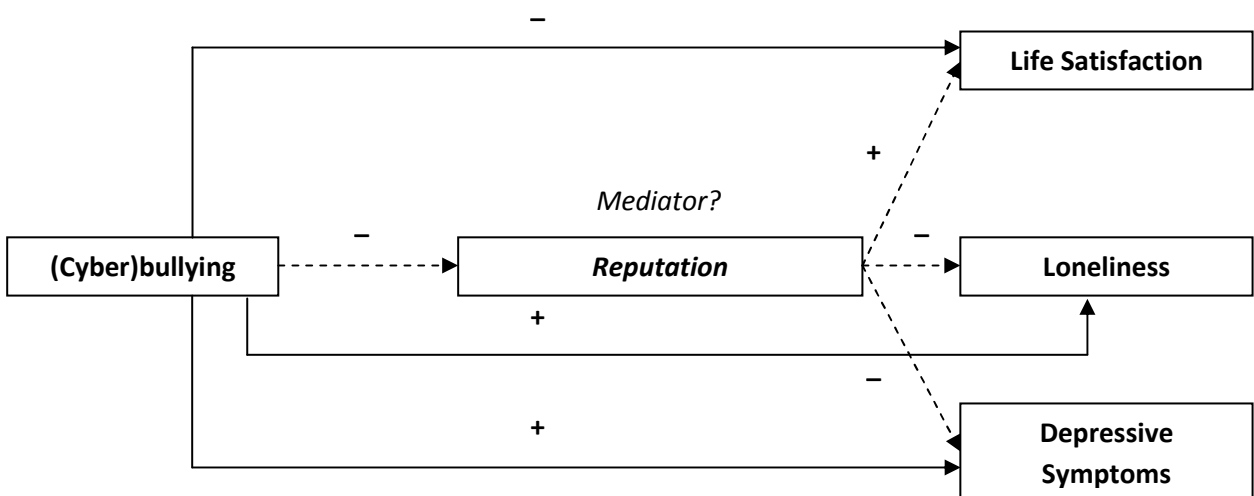 –
Life Satisfaction
+
Mediator?
(Cyber)bullying
–
Reputation
–
Loneliness
+
–
+
Depressive
Symptoms